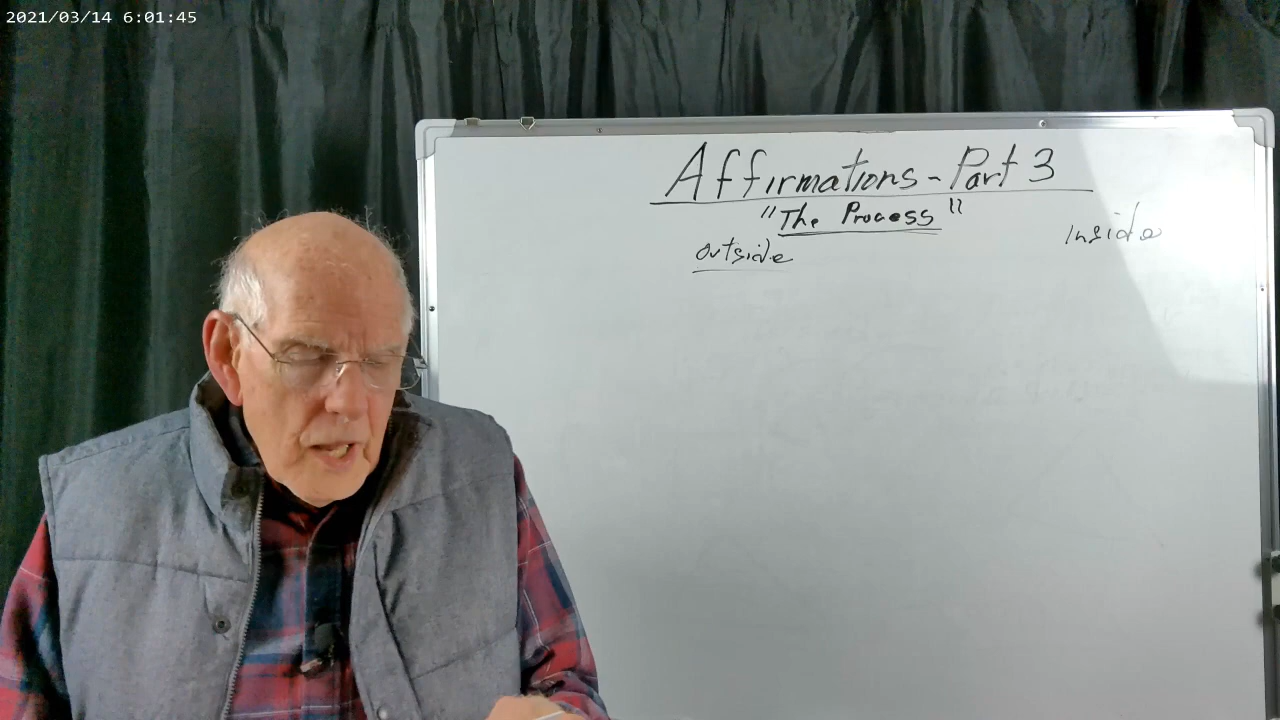 2021/03/14 6:01:45
Affirmations - Part 3
"The Process"
outside
inside